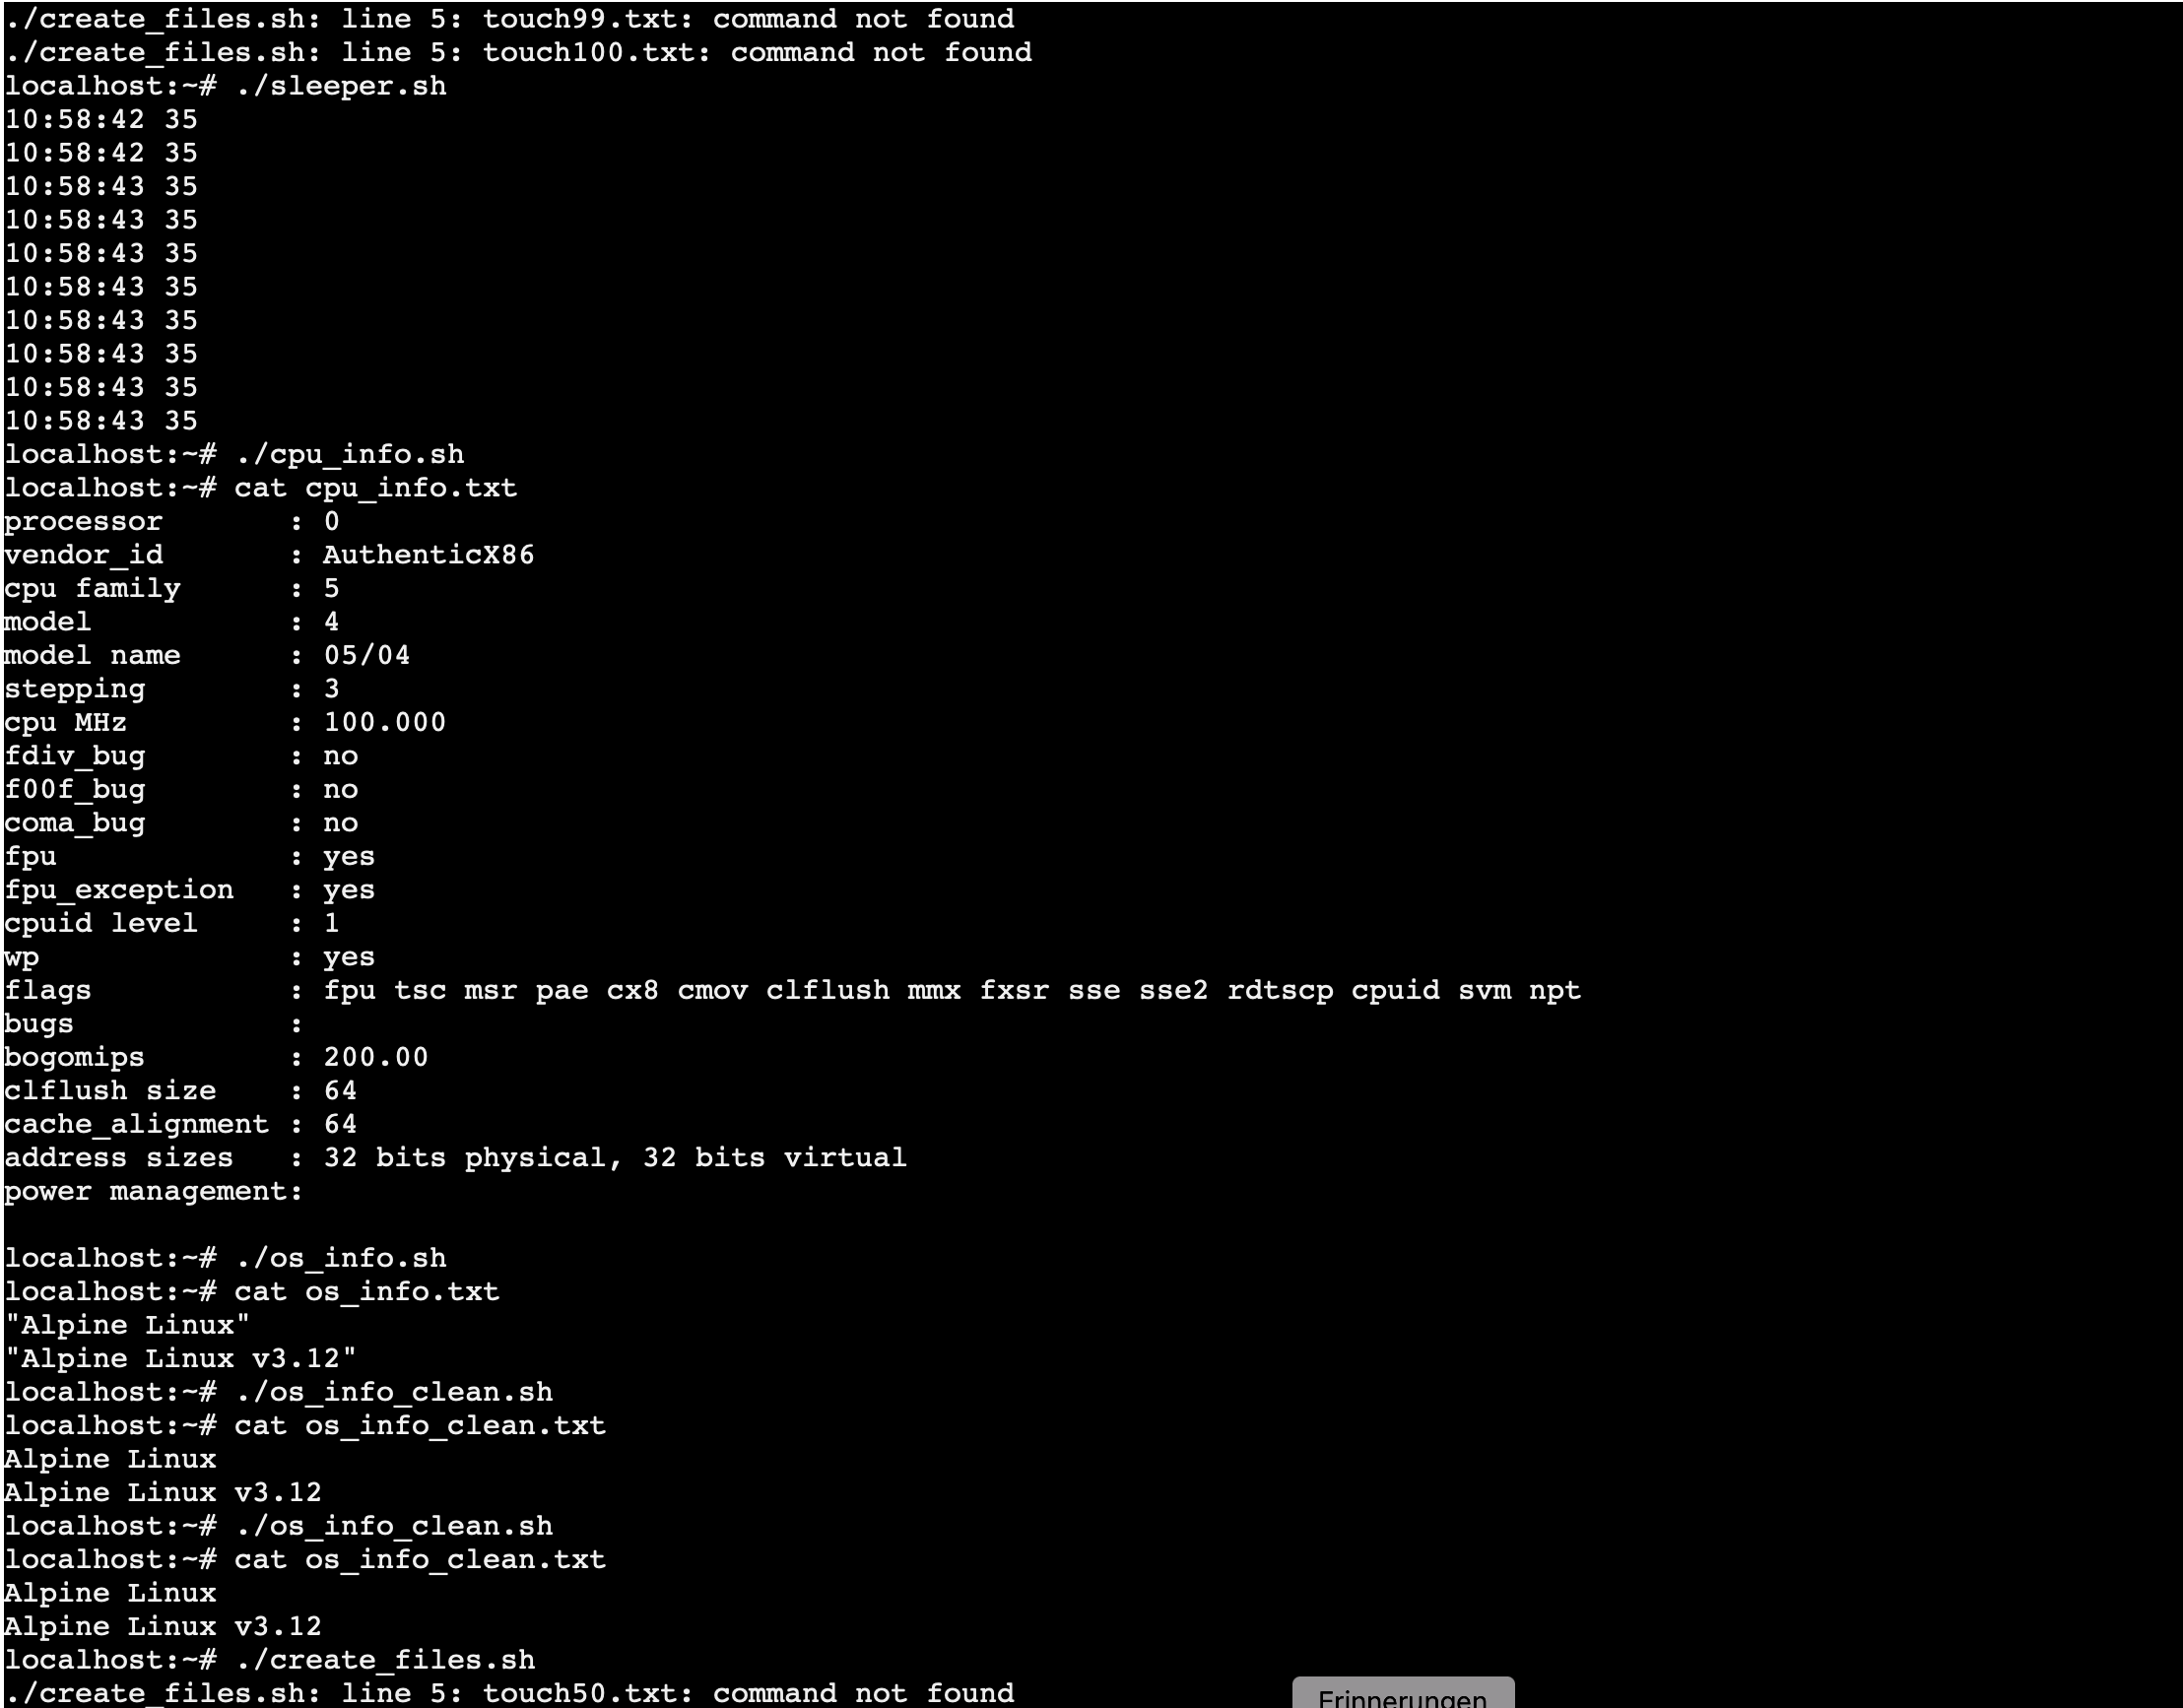 ./create_files.sh: line 5: touch99.txt: command not found
./create_files.sh: line 5: touch100.txt: command not found
localhost:~# ./sleeper.sh
10:58:42 35
10:58:42 35
10:58:43 35
10:58:43 35
10:58:43 35
10:58:43 35
10:58:43 35
10:58:43 35
10:58:43 35
10:58:43 35
localhost:~# ./cpu_info.sh
localhost:~# cat cpu_info.txt
processor       : 0
vendor_id       : AuthenticX86
cpu family      : 5
model           : 4
model name      : 05/04
stepping        : 3
cpu MHz         : 100.000
fdiv_bug        : no
f00f_bug        : no
coma_bug        : no
fpu             : yes
fpu_exception   : yes
cpuid level     : 1
wp              : yes
flags           : fpu tsc msr pae cx8 cmov clflush mmx fxsr sse sse2 rdtscp cpuid svm npt
bugs            :
bogomips        : 200.00
clflush size    : 64
cache_alignment : 64
address sizes   : 32 bits physical, 32 bits virtual
power management:

localhost:~# ./os_info.sh
localhost:~# cat os_info.txt
"Alpine Linux"
"Alpine Linux v3.12"
localhost:~# ./os_info_clean.sh
localhost:~# cat os_info_clean.txt
Alpine Linux
Alpine Linux v3.12
localhost:~# ./os_info_clean.sh
localhost:~# cat os_info_clean.txt
Alpine Linux
Alpine Linux v3.12
localhost:~# ./create_files.sh
./create_files.sh: line 5: touch50.txt: command not found
Erinnerungen